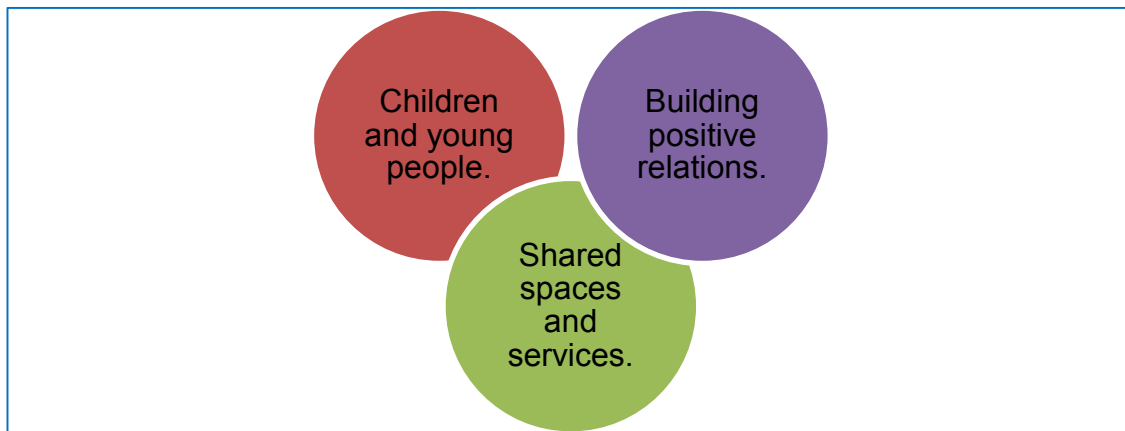 Children
and young
people.
Building
positive
relations.
Shared
spaces
and
services.